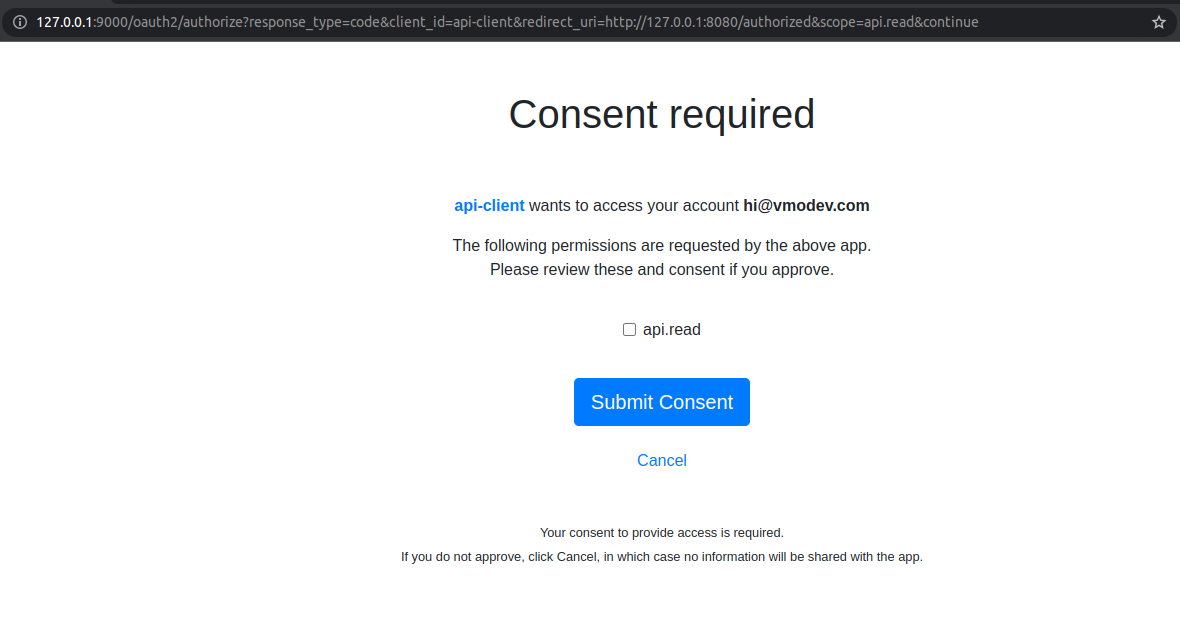 127.0.0.1:9000/oauth2/authorize?response_type=code&client_id=api-client&redirect_uri=http://127.0.0.1:8080/authorized&scope=api.read&continue
Consent required
api-client wants to access your account hi@vmodev.com
The following permissions are requested by the above app.
Please review these and consent if you approve.
api.read
Submit Consent
Cancel
Your consent to provide access is required.
If you do not approve, click Cancel, in which case no information will be shared with the app.